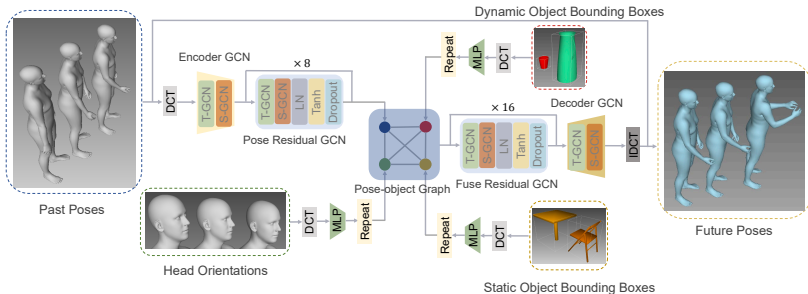 Dynamic Object Bounding Boxes
Encoder GCN
× 8
Repeat
MLP
DCT
DCT
T-GCN
S-GCN
T-GCN
S-GCN
LN
Tanh
Dropout
Pose Residual GCN
× 16
Decoder GCN
T-GCN
S-GCN
LN
Tanh
Dropout
T-GCN
S-GCN
IDCT
Pose-object Graph
Fuse Residual GCN
Past Poses
DCT
MLP
Repeat
Repeat
MLP
DCT
Future Poses
Head Orientations
Static Object Bounding Boxes